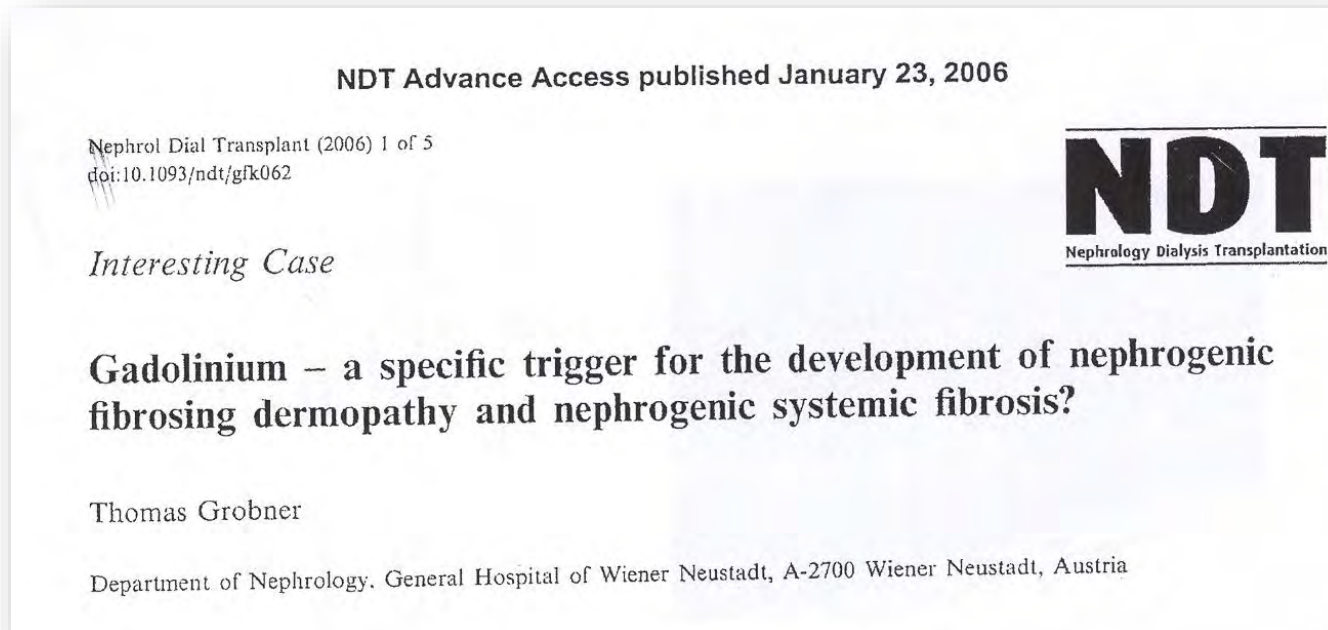 NDT Advance Access published January 23, 2006
Nephrol Dial Transplant (2006) 1 of 5
doi:10.1093/ndt/gfk062
NDT
Nephrology Dialysis Transplantation
Interesting Case
Gadolinium – a specific trigger for the development of nephrogenic
fibrosing dermopathy and nephrogenic systemic fibrosis?
Thomas Grobner
Department of Nephrology. General Hospital of Wiener Neustadt, A-2700 Wiener Neustadt, Austria